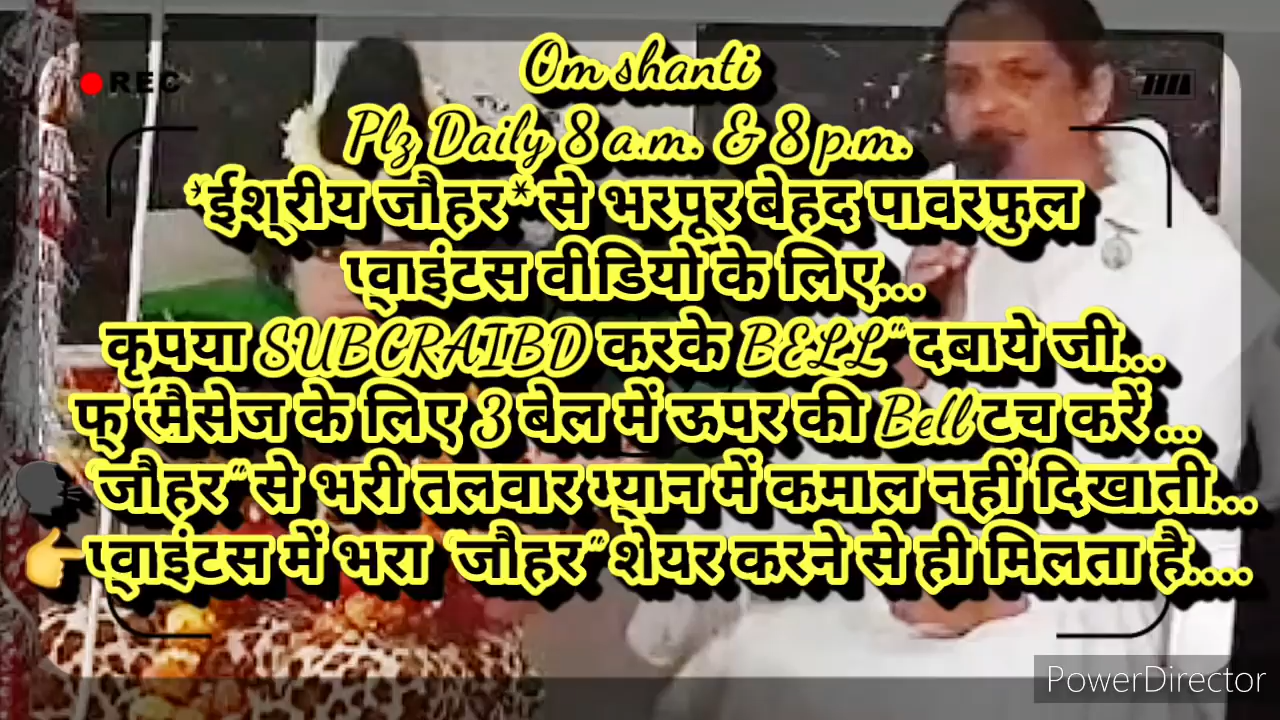 REC
Om shanti
Plz Daily 8 a.m. & 8 p.m.
*ईश्रीय जौहर* से भरपूर बेहद पावरफुल
प्वाइंटस वीडियो के लिए...
कृपया SUBCRAIBD करके BELL" दबाये जी...
फ् मैसेज के लिए 3 बेल में ऊपर की Bell टच करें ...
"जौहर" से भरी तलवार म्यान में कमाल नहीं दिखाती...
प्वाइंटस में भरा "जौहर" शेयर करने से ही मिलता है....
PowerDirector